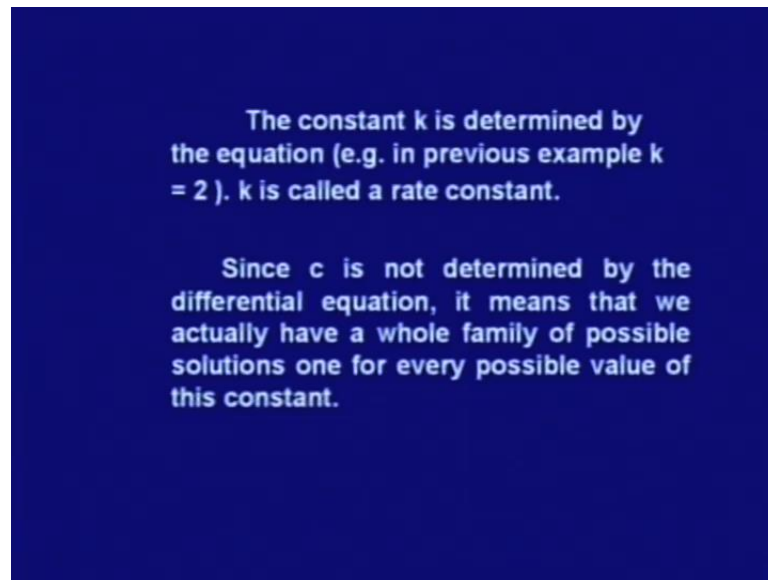 The constant k is determined by
the equation (e.g. in previous example k
= 2 ). k is called a rate constant.
Since c is not determined by the
differential equation, it means that we
actually have a whole family of possible
solutions one for every possible value of
this constant.